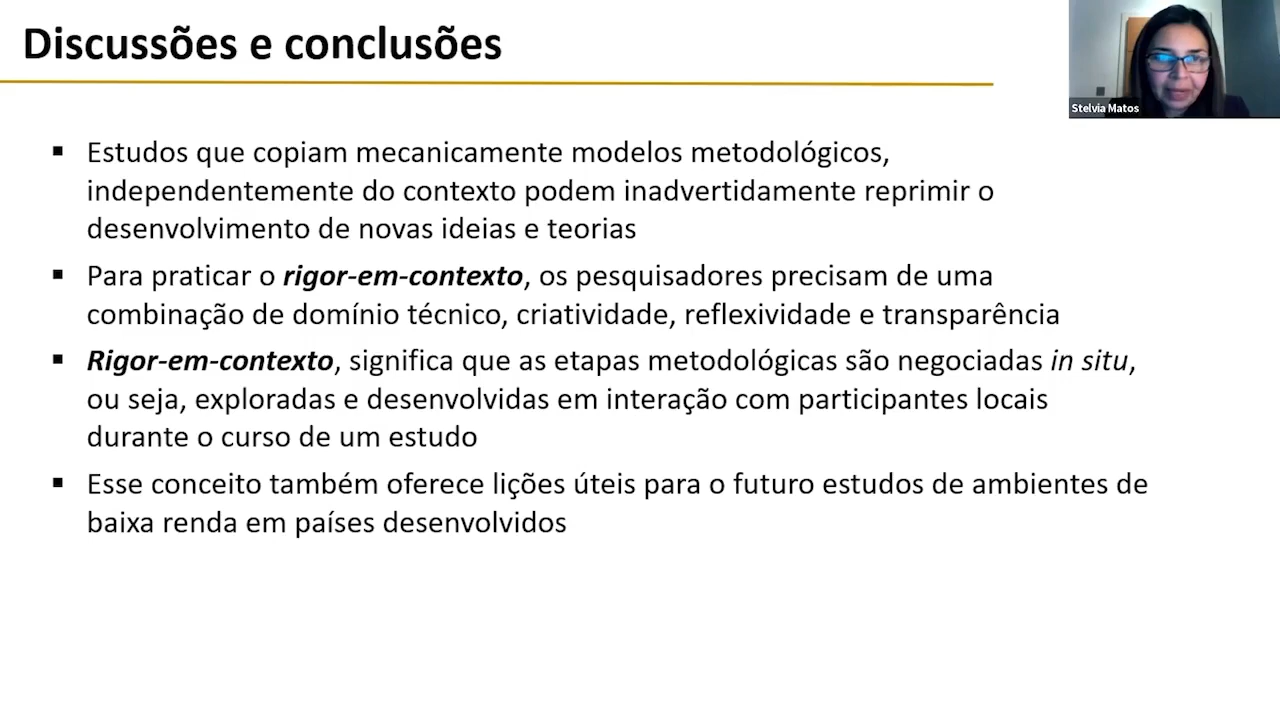 Discussões e conclusões
Stelvia Matos
▪ Estudos que copiam mecanicamente modelos metodológicos,
independentemente do contexto podem inadvertidamente reprimir o
desenvolvimento de novas ideias e teorias
▪ Para praticar o rigor-em-contexto, os pesquisadores precisam de uma
combinação de domínio técnico, criatividade, reflexividade e transparência
▪ Rigor-em-contexto, significa que as etapas metodológicas são negociadas in situ,
ou seja, exploradas e desenvolvidas em interação com participantes locais
durante o curso de um estudo
▪ Esse conceito também oferece lições úteis para o futuro estudos de ambientes de
baixa renda em países desenvolvidos